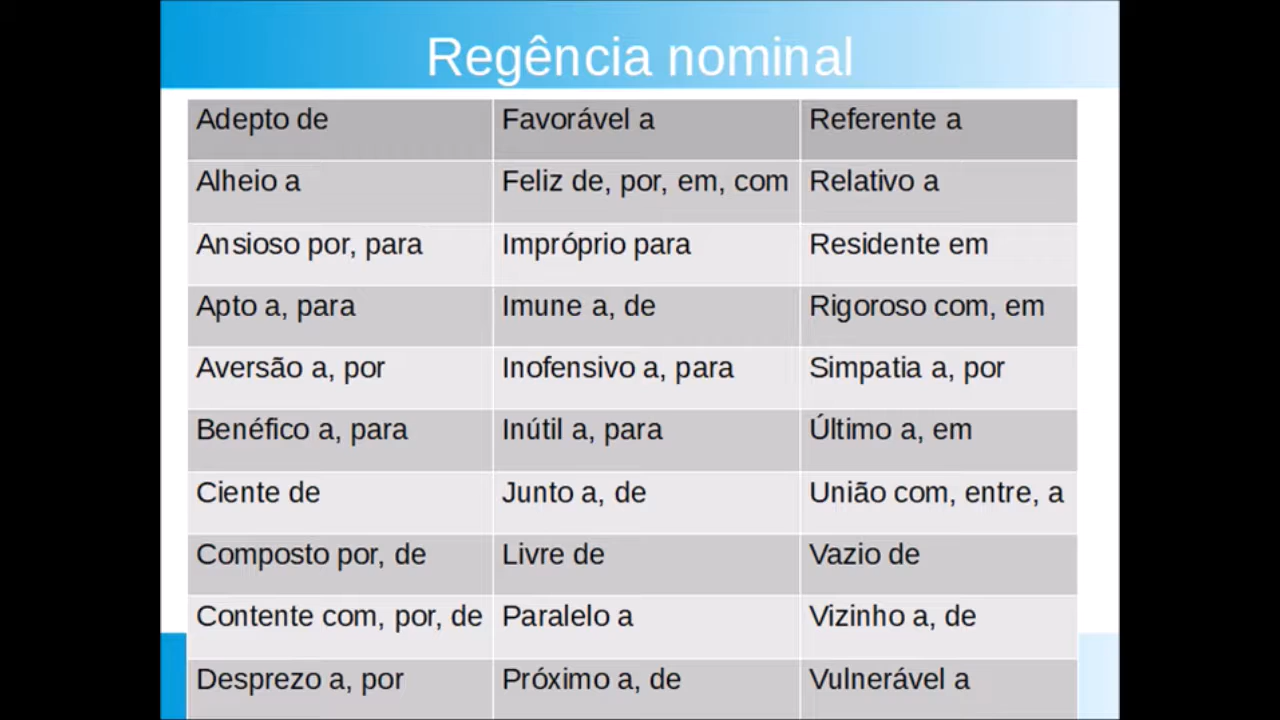 Regência nominal
Adepto de
Favorável a
Referente a
Alheio a
Feliz de, por, em, com
Relativo a
Ansioso por, para
Impróprio para
Residente em
Apto a, para
Imune a, de
Rigoroso com, em
Aversão a, por
Inofensivo a, para
Simpatia a, por
Benéfico a, para
Inútil a, para
Último a, em
Ciente de
Junto a, de
União com, entre, a
Composto por, de
Livre de
Vazio de
Contente com, por, de
Paralelo a
Vizinho a, de
Desprezo a, por
Próximo a, de
Vulnerável a